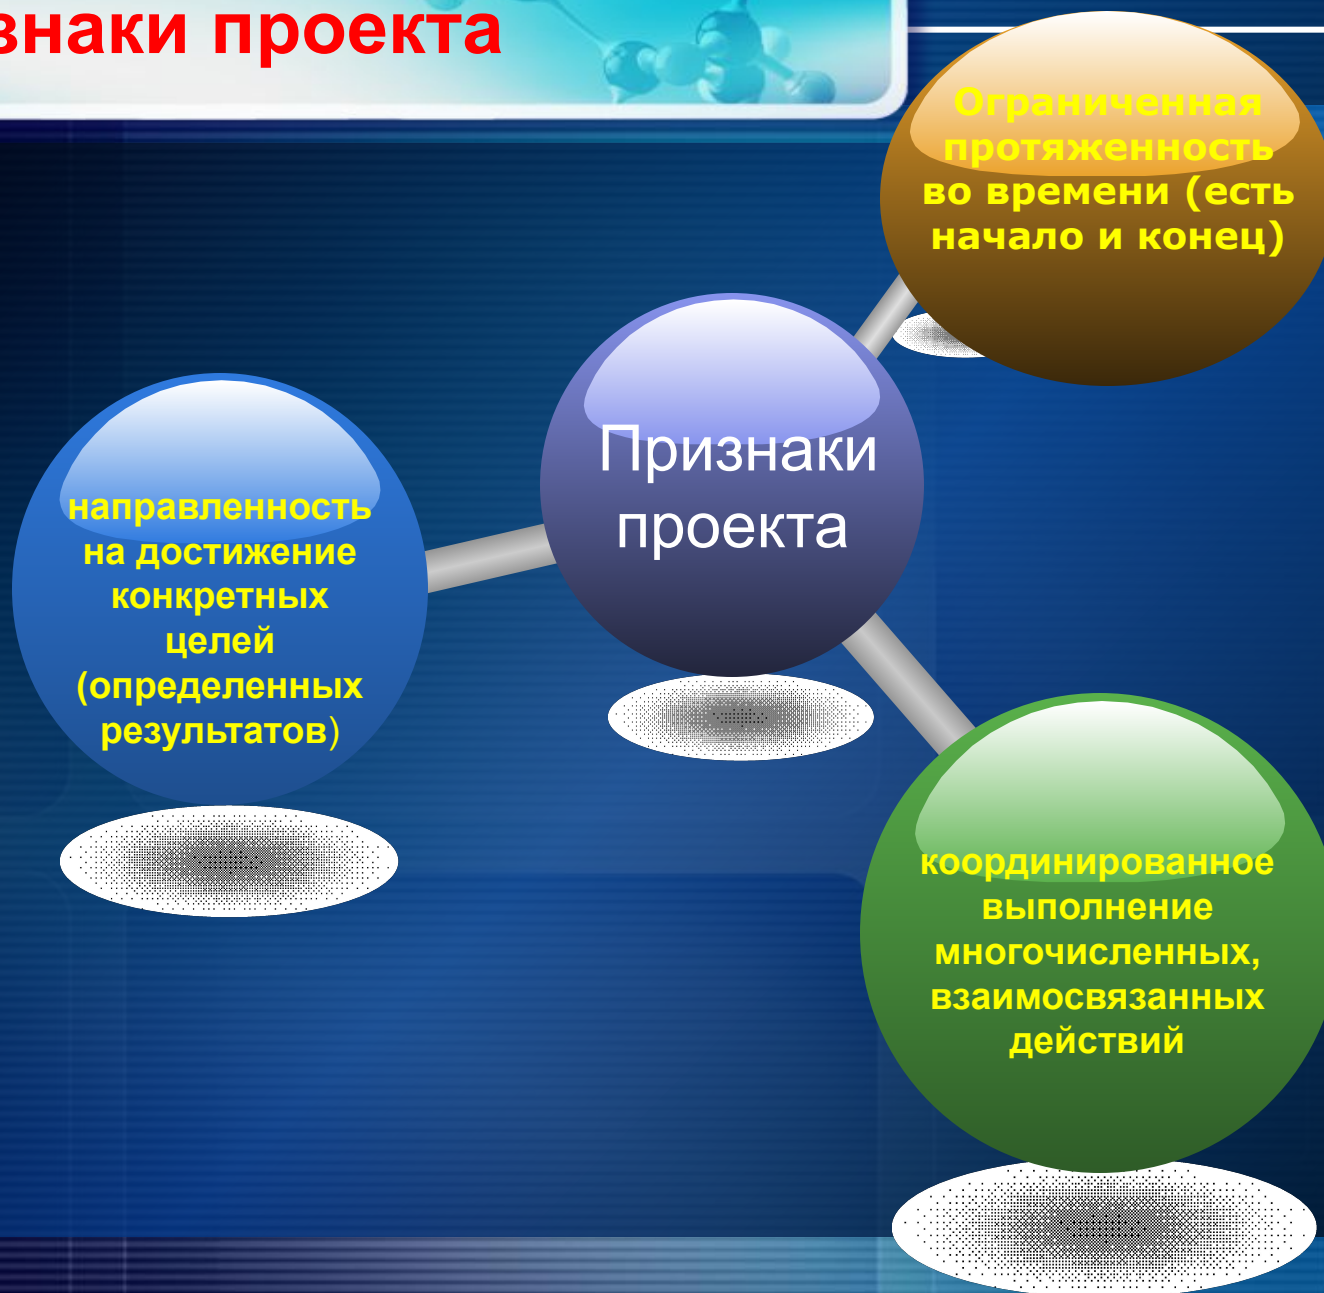 знаки проекта
Ограниченная
протяженность
во времени (есть
начало и конец)
Признаки
проекта
направленность
на достижение
конкретных
целей
(определенных
результатов)
координированное
выполнение
многочисленных,
взаимосвязанных
действий